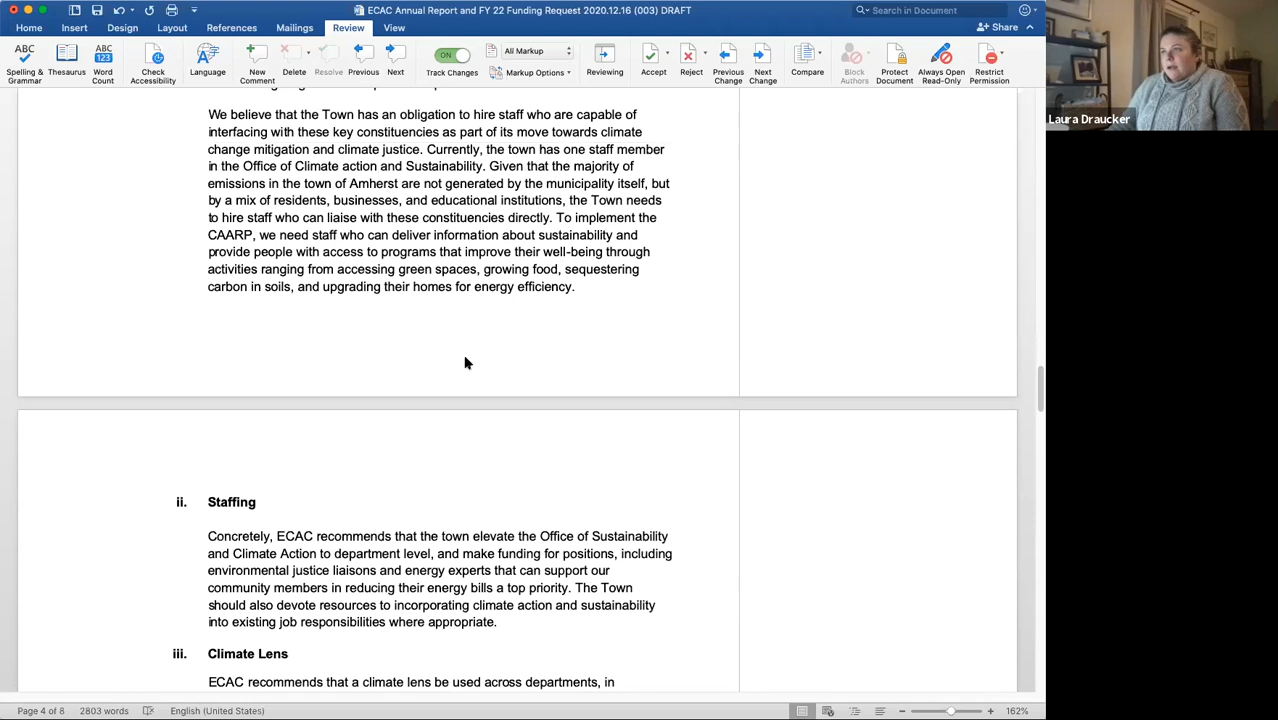 ECAC Annual Report and FY 22 Funding Request 2020.12.16 (003) DRAFT
Search in Document
Home Insert Design Layout References Mailings Review View
Share
ABC Spelling & Grammar
Thesaurus
ABC 123 Word Count
Check Accessibility
Language
New Comment
Delete
Resolve
Previous
Next
ON Track Changes
All Markup
Markup Options
Reviewing
Accept
Reject
Previous Change
Next Change
Compare
Block Authors
Protect Document
Always Open Read-Only
Restrict Permission
Laura Draucker
We believe that the Town has an obligation to hire staff who are capable of
interfacing with these key constituencies as part of its move towards climate
change mitigation and climate justice. Currently, the town has one staff member
in the Office of Climate action and Sustainability. Given that the majority of
emissions in the town of Amherst are not generated by the municipality itself, but
by a mix of residents, businesses, and educational institutions, the Town needs
to hire staff who can liaise with these constituencies directly. To implement the
CAARP, we need staff who can deliver information about sustainability and
provide people with access to programs that improve their well-being through
activities ranging from accessing green spaces, growing food, sequestering
carbon in soils, and upgrading their homes for energy efficiency.
ii. Staffing
Concretely, ECAC recommends that the town elevate the Office of Sustainability
and Climate Action to department level, and make funding for positions, including
environmental justice liaisons and energy experts that can support our
community members in reducing their energy bills a top priority. The Town
should also devote resources to incorporating climate action and sustainability
into existing job responsibilities where appropriate.
iii. Climate Lens
ECAC recommends that a climate lens be used across departments, in
Page 4 of 8 2803 words English (United States) 162%